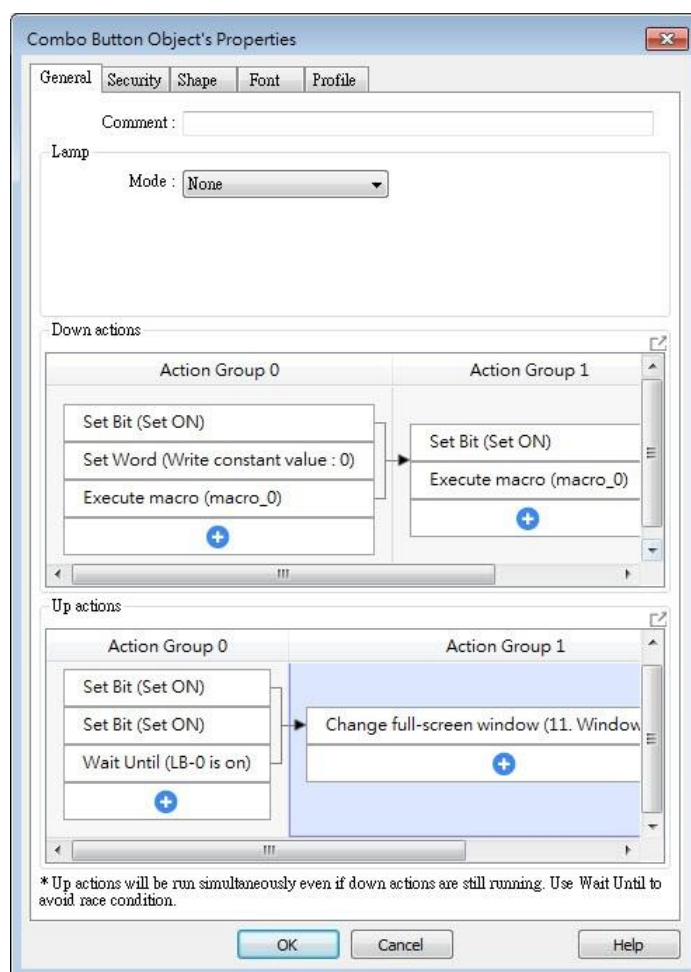 Combo Button Object's Properties
General Security Shape Font Profile
Comment :
Lamp
Mode : None
Down actions
Action Group 0 Action Group 1
Set Bit (Set ON)
Set Word (Write constant value : 0)
Execute macro (macro_0)
Set Bit (Set ON)
Execute macro (macro_0)
Up actions
Action Group 0 Action Group 1
Set Bit (Set ON)
Set Bit (Set ON)
Wait Until (LB-0 is on)
Change full-screen window (11. Window
* Up actions will be run simultaneously even if down actions are still running. Use Wait Until to
avoid race condition.
OK Cancel Help